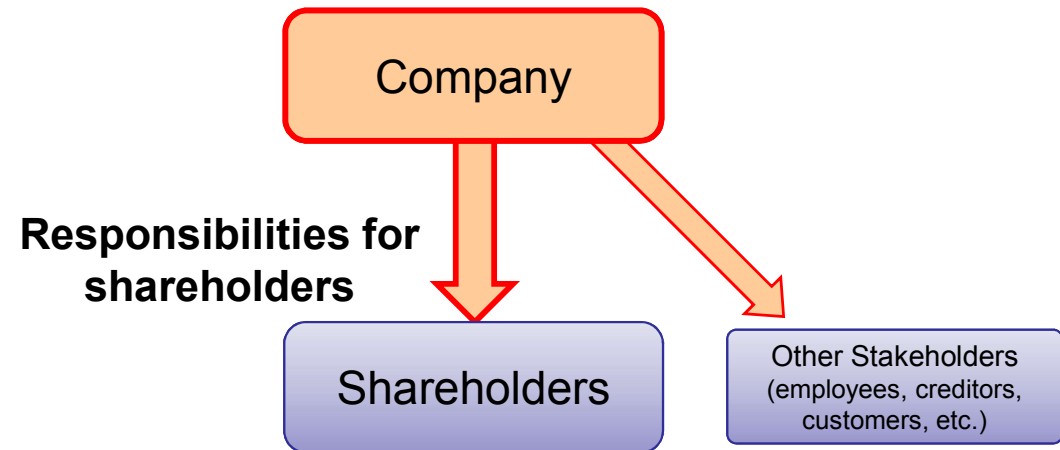 Company
Responsibilities for
shareholders
Shareholders
Other Stakeholders
(employees, creditors,
customers, etc.)